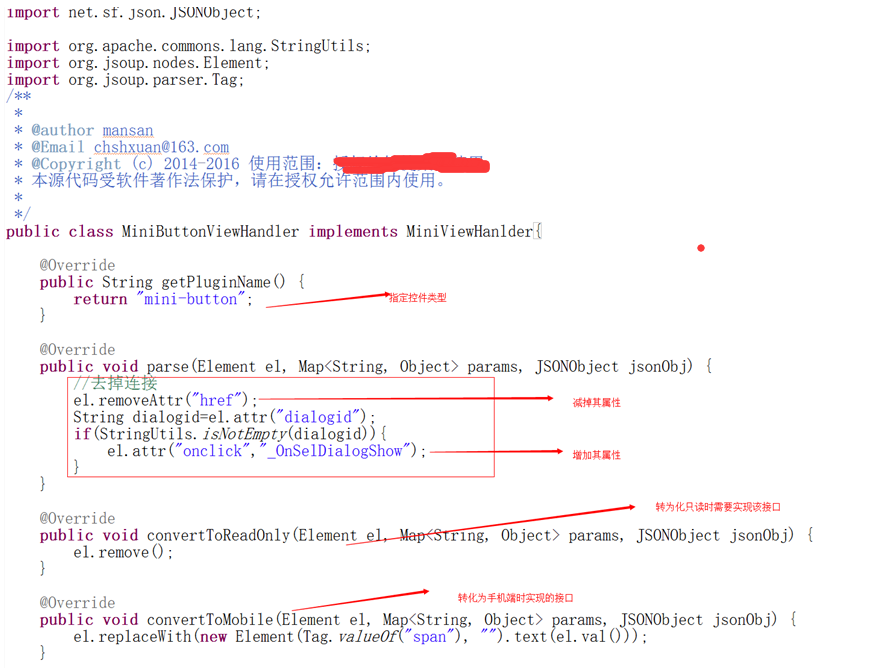 import net.sf.json.JSONObject;
import org.apache.commons.lang.StringUtils;
import org.jsoup.nodes.Element;
import org.jsoup.parser.Tag;
/**
*
* @author mansan
* @Email chshxuan@163.com
* @Copyright (c) 2014-2016 使用范围：
* 本源代码受软件著作法保护，请在授权允许范围内使用。
*
*/
public class MiniButtonViewHandler implements MiniViewHanlder{
@Override
public String getPluginName() {
return "mini-button";
指定控件类型
}
@Override
public void parse(Element el, Map<String, Object> params, JSONObject jsonObj) {
//去掉连接
el.removeAttr("href");
减掉其属性
String dialogid=el.attr("dialogid");
if(StringUtils.isNotEmpty(dialogid)){
el.attr("onclick","_OnSelDialogShow");
增加其属性
}
}
@Override
转为化只读时需要实现该接口
public void convertToReadOnly(Element el, Map<String, Object> params, JSONObject jsonObj) {
el.remove();
}
@Override
转化为手机端时实现的接口
public void convertToMobile(Element el, Map<String, Object> params, JSONObject jsonObj) {
el.replaceWith(new Element(Tag.valueOf("span"), "").text(el.val()));
}